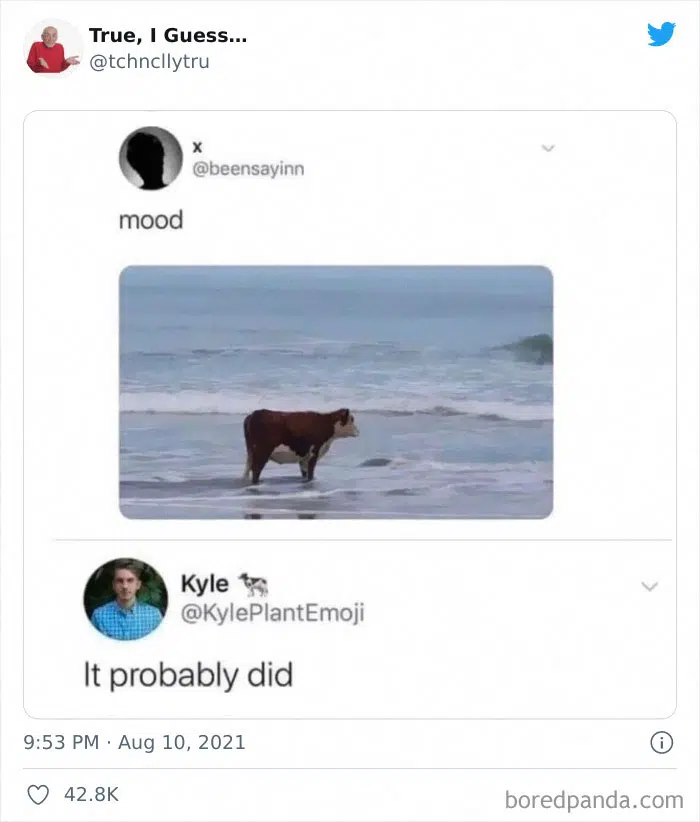 True, I Guess...
@tchncllytru
x
@beensayinn
mood
Kyle 🐄
@KylePlantEmoji
It probably did
9:53 PM · Aug 10, 2021
42.8K
boredpanda.com